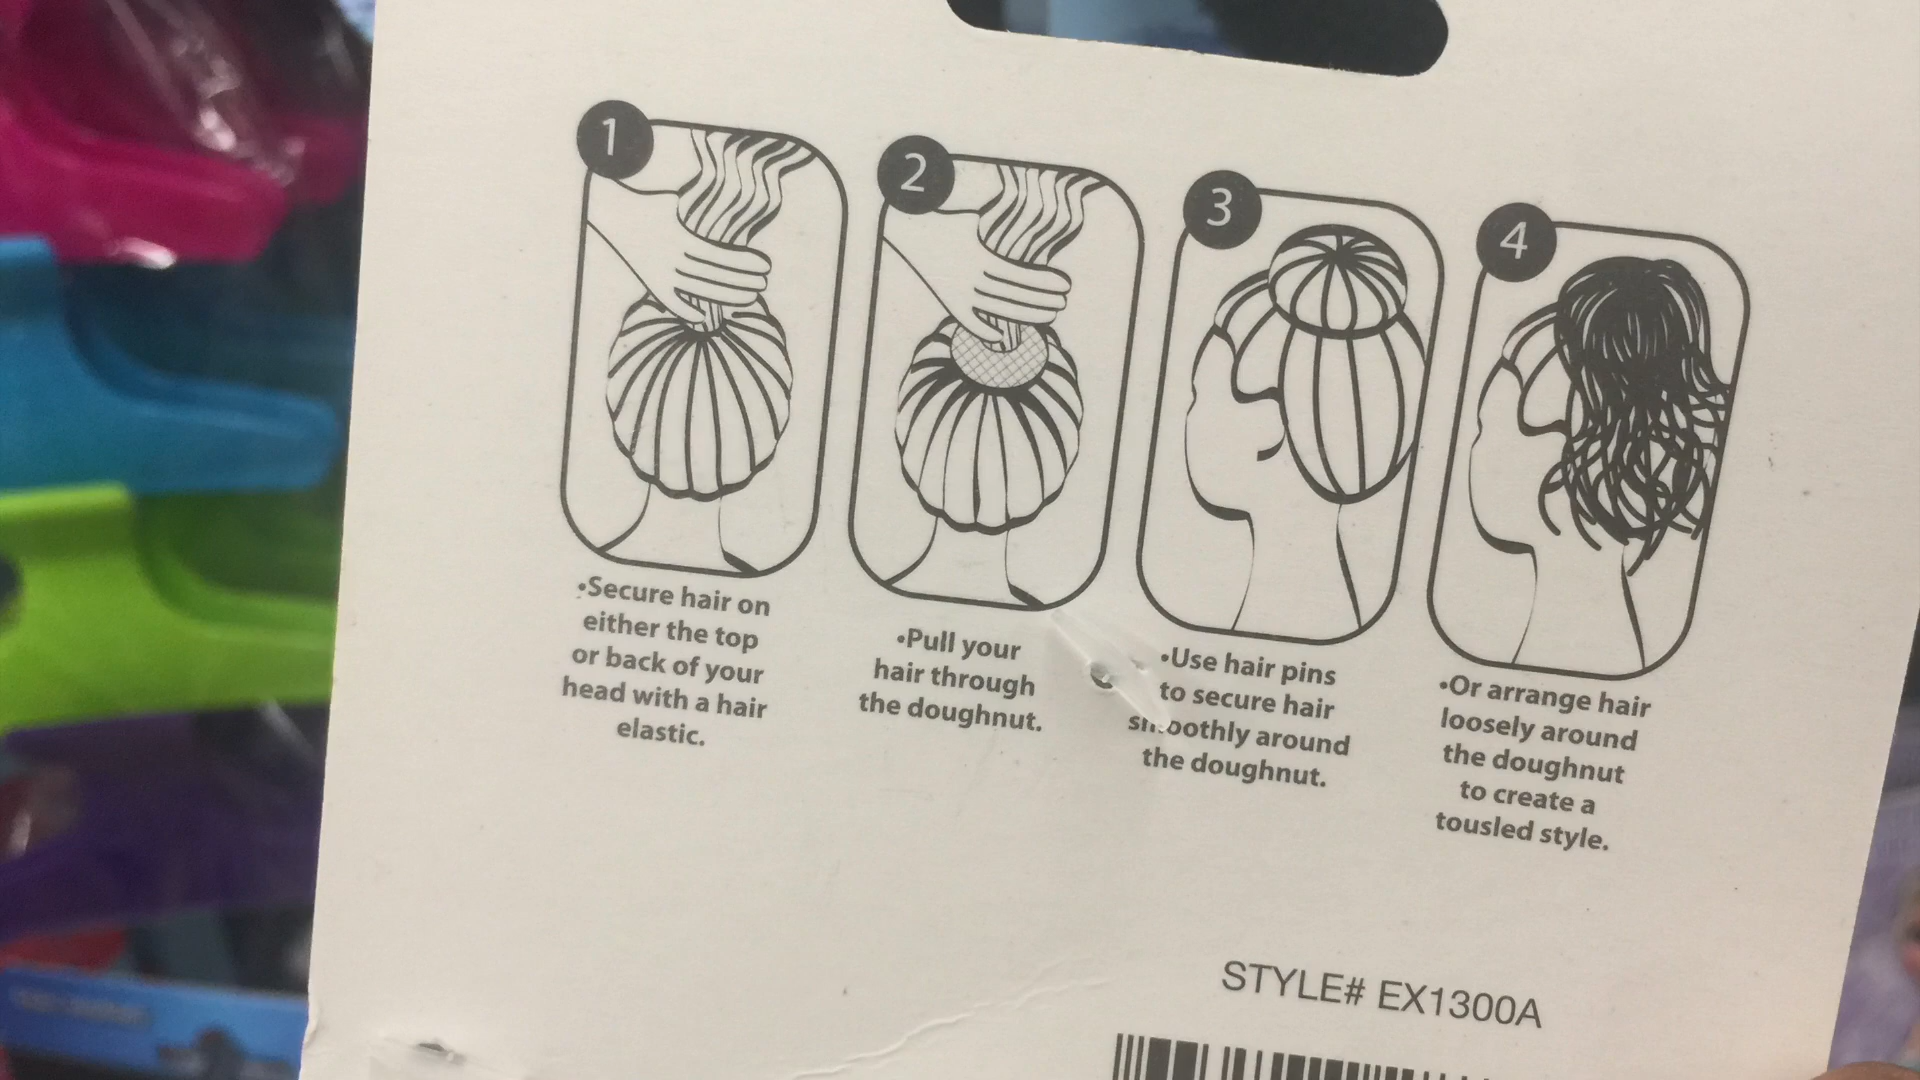 1
•Secure hair on
either the top
or back of your
head with a hair
elastic.
2
•Pull your
hair through
the doughnut.
3
•Use hair pins
to secure hair
smoothly around
the doughnut.
4
•Or arrange hair
loosely around
the doughnut
to create a
tousled style.
STYLE# EX1300A